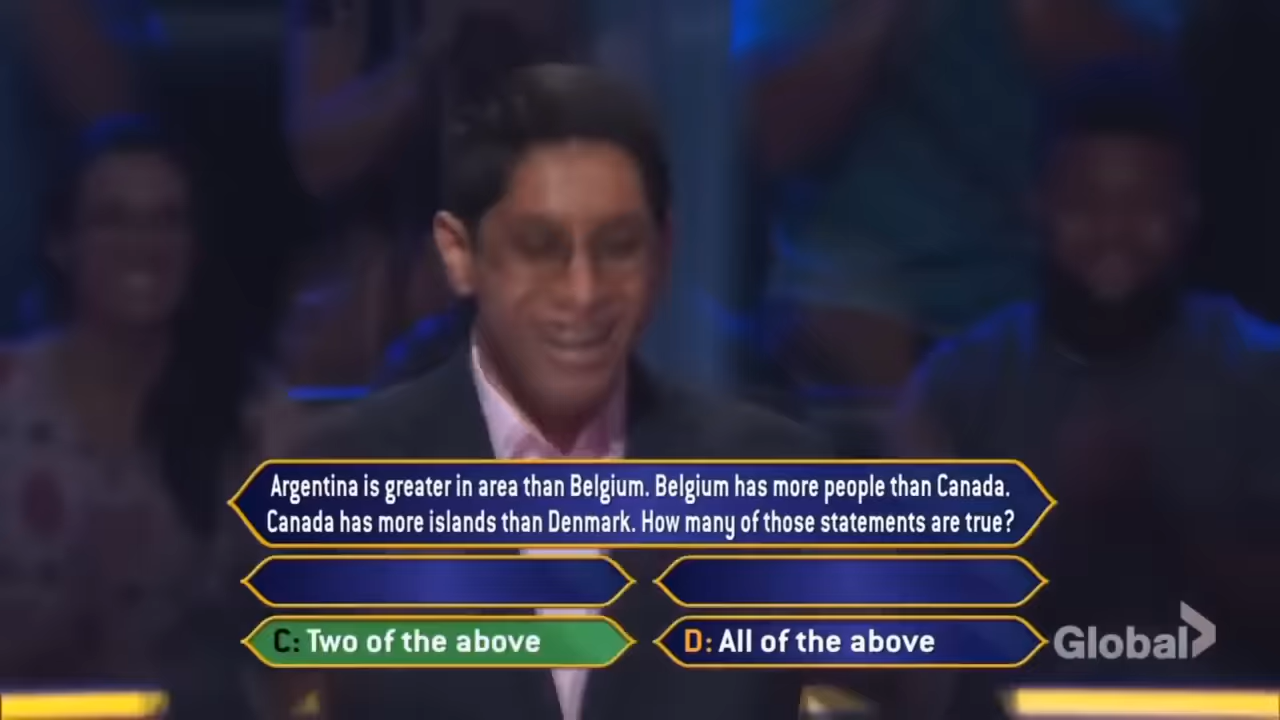 Argentina is greater in area than Belgium. Belgium has more people than Canada.
Canada has more islands than Denmark. How many of those statements are true?
C: Two of the above
D: All of the above
Global